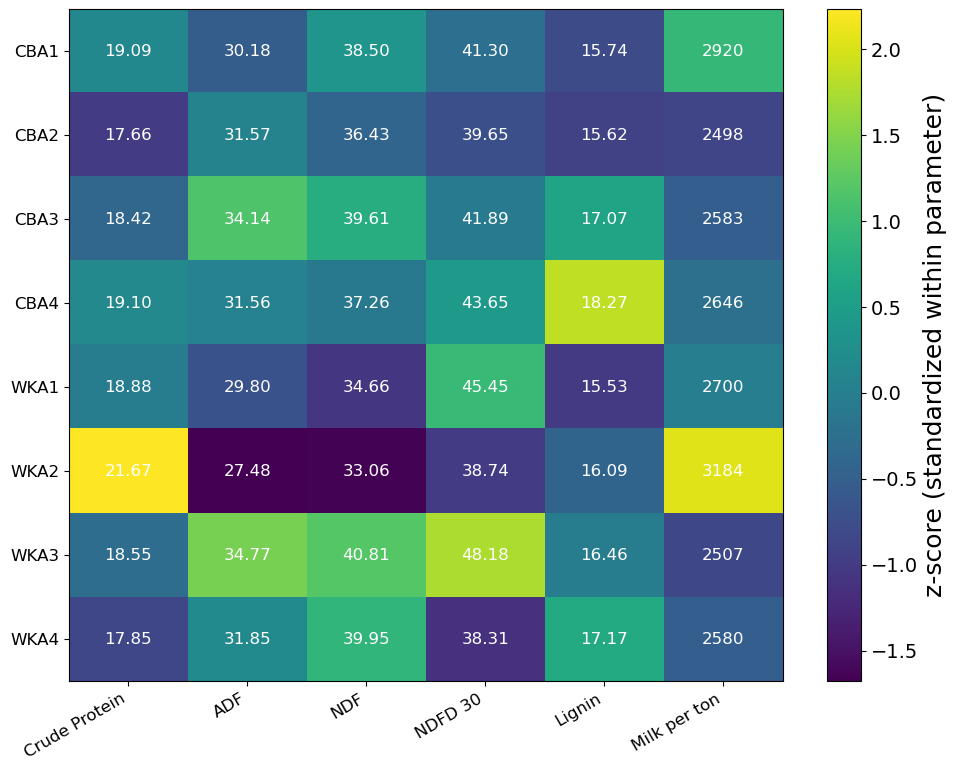 CBA1 19.09 30.18 38.50 41.30 15.74 2920
CBA2 17.66 31.57 36.43 39.65 15.62 2498
CBA3 18.42 34.14 39.61 41.89 17.07 2583
CBA4 19.10 31.56 37.26 43.65 18.27 2646
WKA1 18.88 29.80 34.66 45.45 15.53 2700
WKA2 21.67 27.48 33.06 38.74 16.09 3184
WKA3 18.55 34.77 40.81 48.18 16.46 2507
WKA4 17.85 31.85 39.95 38.31 17.17 2580
Crude Protein ADF NDF NDFD 30 Lignin Milk per ton
2.0
1.5
1.0
0.5
0.0
−0.5
−1.0
−1.5
z-score (standardized within parameter)